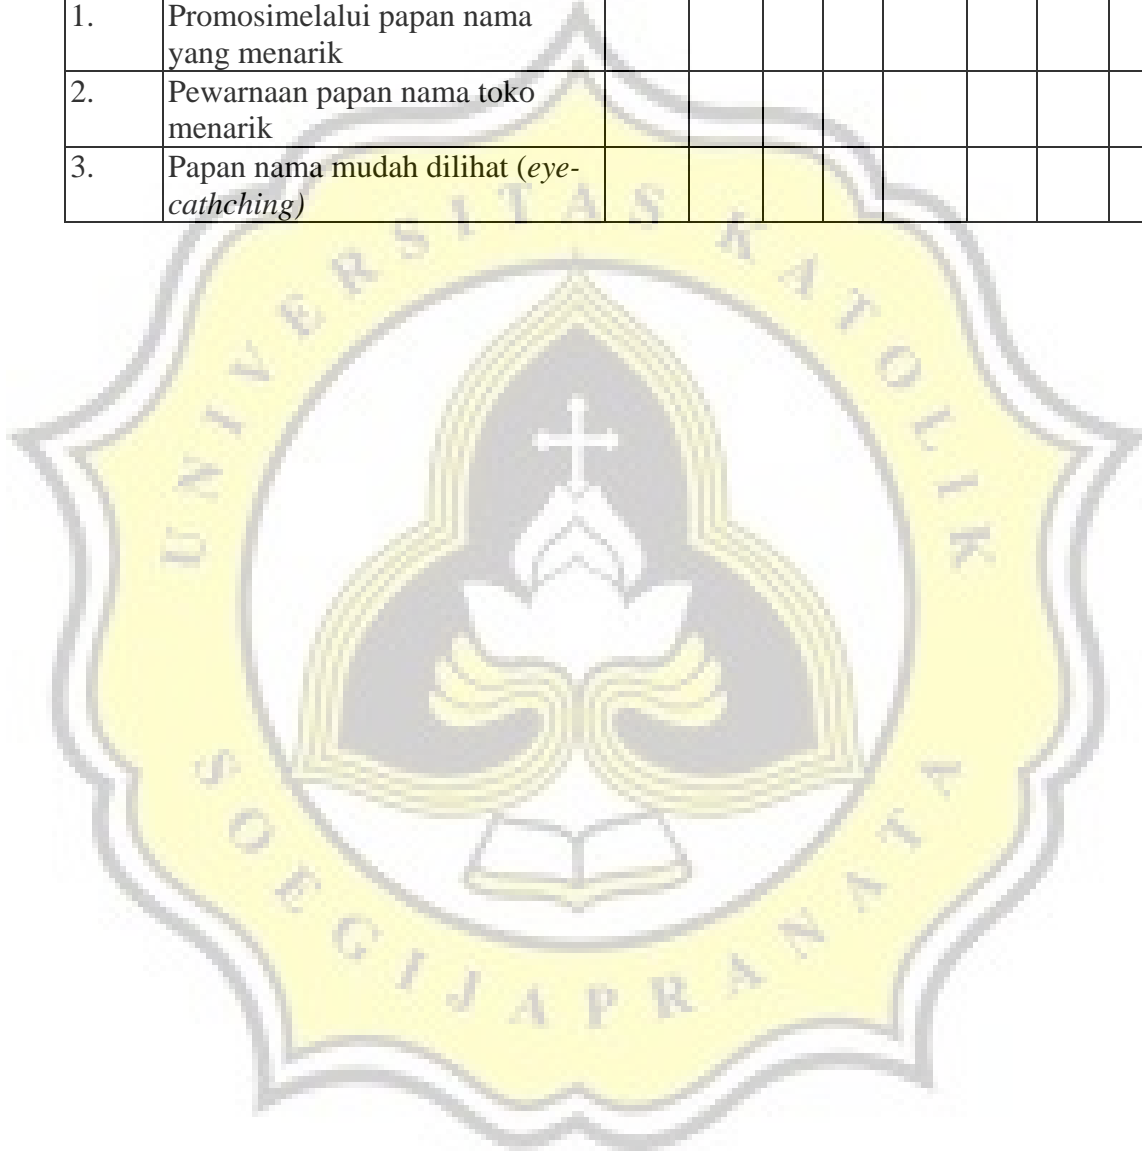 1. Promosimelalui papan nama
yang menarik
2. Pewarnaan papan nama toko
menarik
3. Papan nama mudah dilihat (eye-
cathching)
UNIVERSITAS KATOLIK
SOEGIJAPRANATA